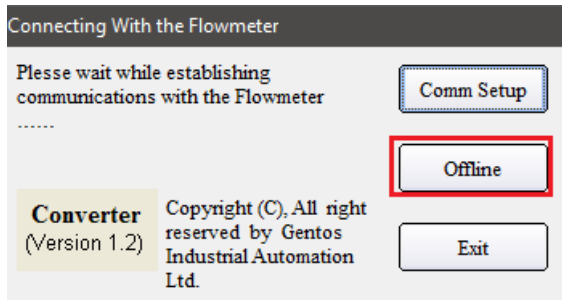 Connecting With the Flowmeter
Plesse wait while establishing
communications with the Flowmeter
------
Comm Setup
Offline
Converter
(Version 1.2)
Copyright (C), All right
reserved by Gentos
Industrial Automation
Ltd.
Exit